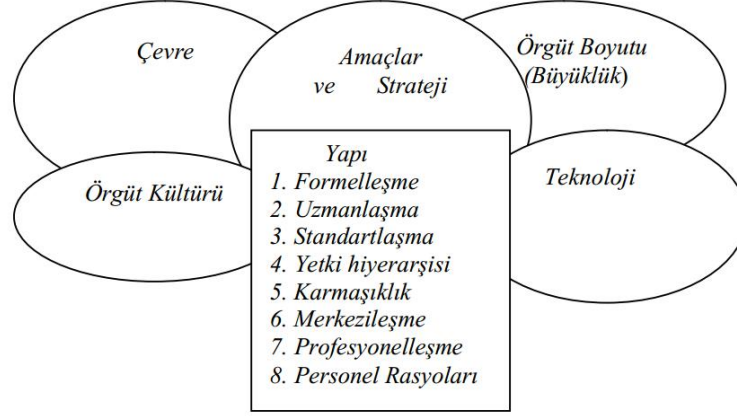 Çevre
Amaçlar
ve Strateji
Örgüt Boyutu
(Büyüklük)
Örgüt Kültürü
Teknoloji
Yapı
1. Formelleşme
2. Uzmanlaşma
3. Standartlaşma
4. Yetki hiyerarşisi
5. Karmaşıklık
6. Merkezileşme
7. Profesyonelleşme
8. Personel Rasyoları